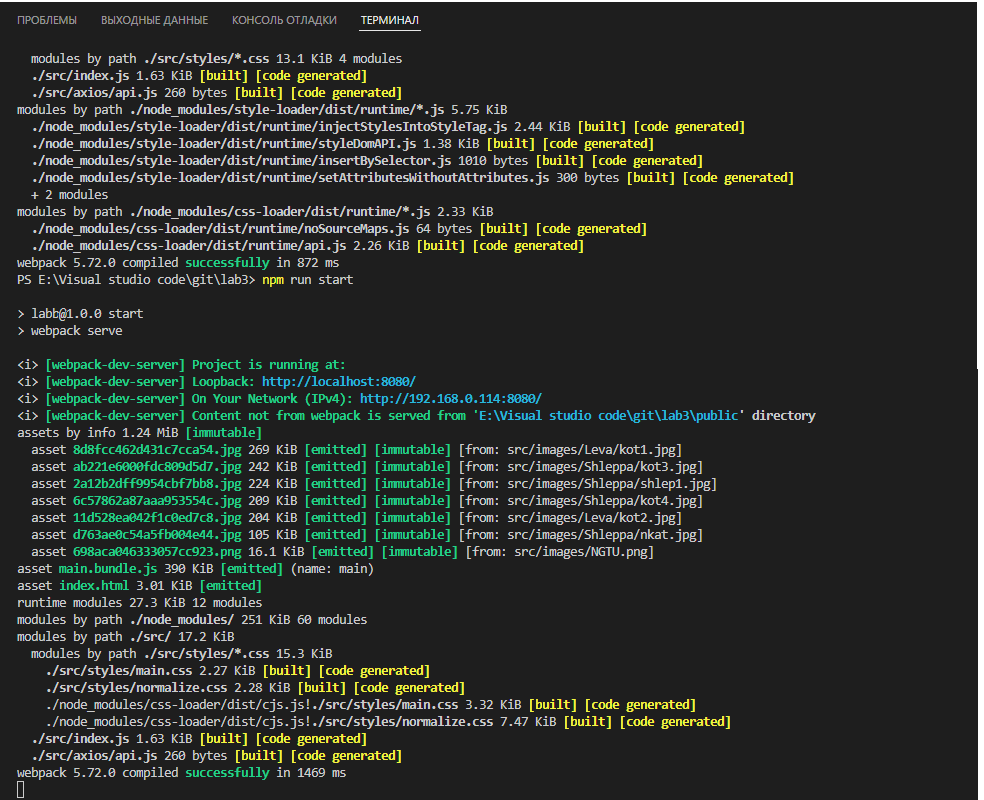 ПРОБЛЕМЫ ВЫХОДНЫЕ ДАННЫЕ КОНСОЛЬ ОТЛАДКИ ТЕРМИНАЛ
modules by path ./src/styles/*.css 13.1 KiB 4 modules
./src/index.js 1.63 KiB [built] [code generated]
./src/axios/api.js 260 bytes [built] [code generated]
modules by path ./node_modules/style-loader/dist/runtime/*.js 5.75 KiB
./node_modules/style-loader/dist/runtime/injectStylesIntoStyleTag.js 2.44 KiB [built] [code generated]
./node_modules/style-loader/dist/runtime/styleDomAPI.js 1.38 KiB [built] [code generated]
./node_modules/style-loader/dist/runtime/insertBySelector.js 1010 bytes [built] [code generated]
./node_modules/style-loader/dist/runtime/setAttributesWithoutAttributes.js 300 bytes [built] [code generated]
+ 2 modules
modules by path ./node_modules/css-loader/dist/runtime/*.js 2.33 KiB
./node_modules/css-loader/dist/runtime/noSourceMaps.js 64 bytes [built] [code generated]
./node_modules/css-loader/dist/runtime/api.js 2.26 KiB [built] [code generated]
webpack 5.72.0 compiled successfully in 872 ms
PS E:\Visual studio code\git\lab3> npm run start
> labb@1.0.0 start
> webpack serve
<i> [webpack-dev-server] Project is running at:
<i> [webpack-dev-server] Loopback: http://localhost:8080/
<i> [webpack-dev-server] On Your Network (IPv4): http://192.168.0.114:8080/
<i> [webpack-dev-server] Content not from webpack is served from 'E:\Visual studio code\git\lab3\public' directory
assets by info 1.24 MiB [immutable]
asset 8d8fcc462d431c7cca54.jpg 269 KiB [emitted] [immutable] [from: src/images/Leva/kot1.jpg]
asset ab221e6000fdc809d5d7.jpg 242 KiB [emitted] [immutable] [from: src/images/Shleppa/kot3.jpg]
asset 2a12b2dff9954cbf7bb8.jpg 224 KiB [emitted] [immutable] [from: src/images/Shleppa/shlep1.jpg]
asset 6c57862a87aaa953554c.jpg 209 KiB [emitted] [immutable] [from: src/images/Shleppa/kot4.jpg]
asset 11d528ea042f1c0ed7c8.jpg 204 KiB [emitted] [immutable] [from: src/images/Leva/kot2.jpg]
asset d763ae0c54a5fb004e44.jpg 105 KiB [emitted] [immutable] [from: src/images/Shleppa/nkat.jpg]
asset 698aca046333057cc923.png 16.1 KiB [emitted] [immutable] [from: src/images/NGTU.png]
asset main.bundle.js 390 KiB [emitted] (name: main)
asset index.html 3.01 KiB [emitted]
runtime modules 27.3 KiB 12 modules
modules by path ./node_modules/ 251 KiB 60 modules
modules by path ./src/ 17.2 KiB
modules by path ./src/styles/*.css 15.3 KiB
./src/styles/main.css 2.27 KiB [built] [code generated]
./src/styles/normalize.css 2.28 KiB [built] [code generated]
./node_modules/css-loader/dist/cjs.js!./src/styles/main.css 3.32 KiB [built] [code generated]
./node_modules/css-loader/dist/cjs.js!./src/styles/normalize.css 7.47 KiB [built] [code generated]
./src/index.js 1.63 KiB [built] [code generated]
./src/axios/api.js 260 bytes [built] [code generated]
webpack 5.72.0 compiled successfully in 1469 ms